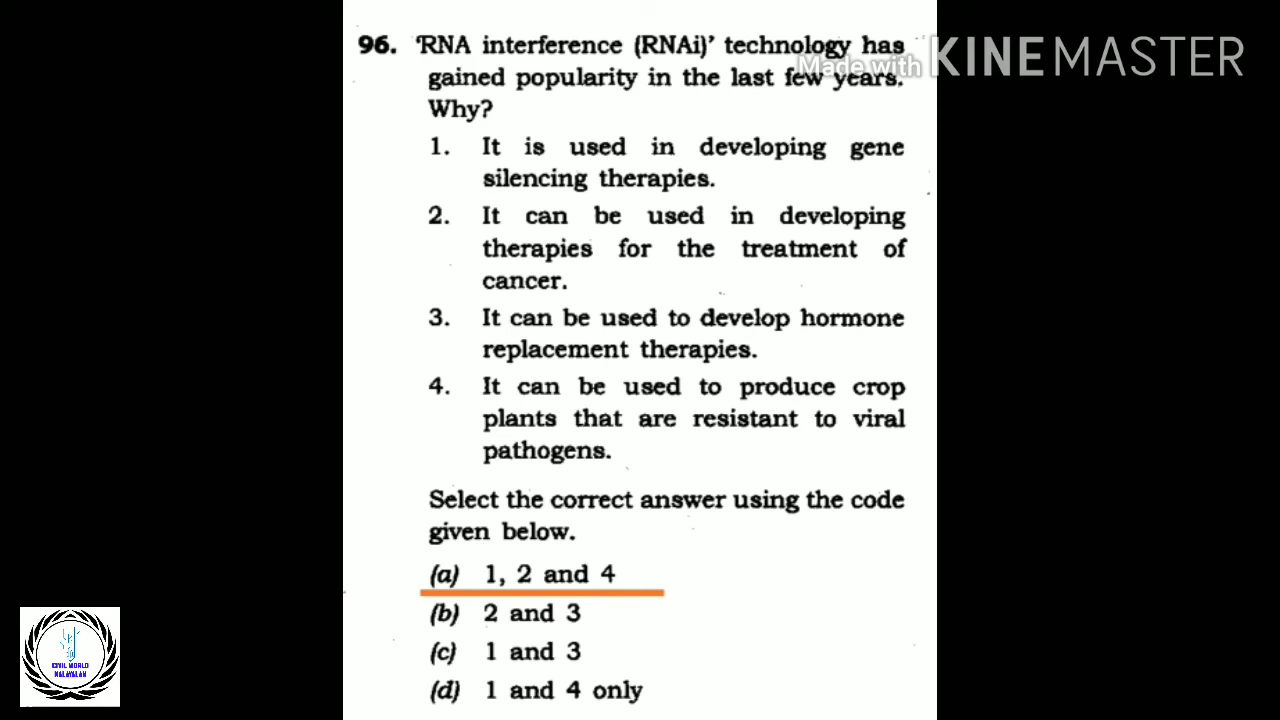 96. ‘RNA interference (RNAi)’ technology has
gained popularity in the last few years.
Why?
1. It is used in developing gene
silencing therapies.
2. It can be used in developing
therapies for the treatment of
cancer.
3. It can be used to develop hormone
replacement therapies.
4. It can be used to produce crop
plants that are resistant to viral
pathogens.
Select the correct answer using the code
given below.
(a) 1, 2 and 4
(b) 2 and 3
(c) 1 and 3
(d) 1 and 4 only
Made with KINEMASTER
CIVIL WORLD
MALAYALAM